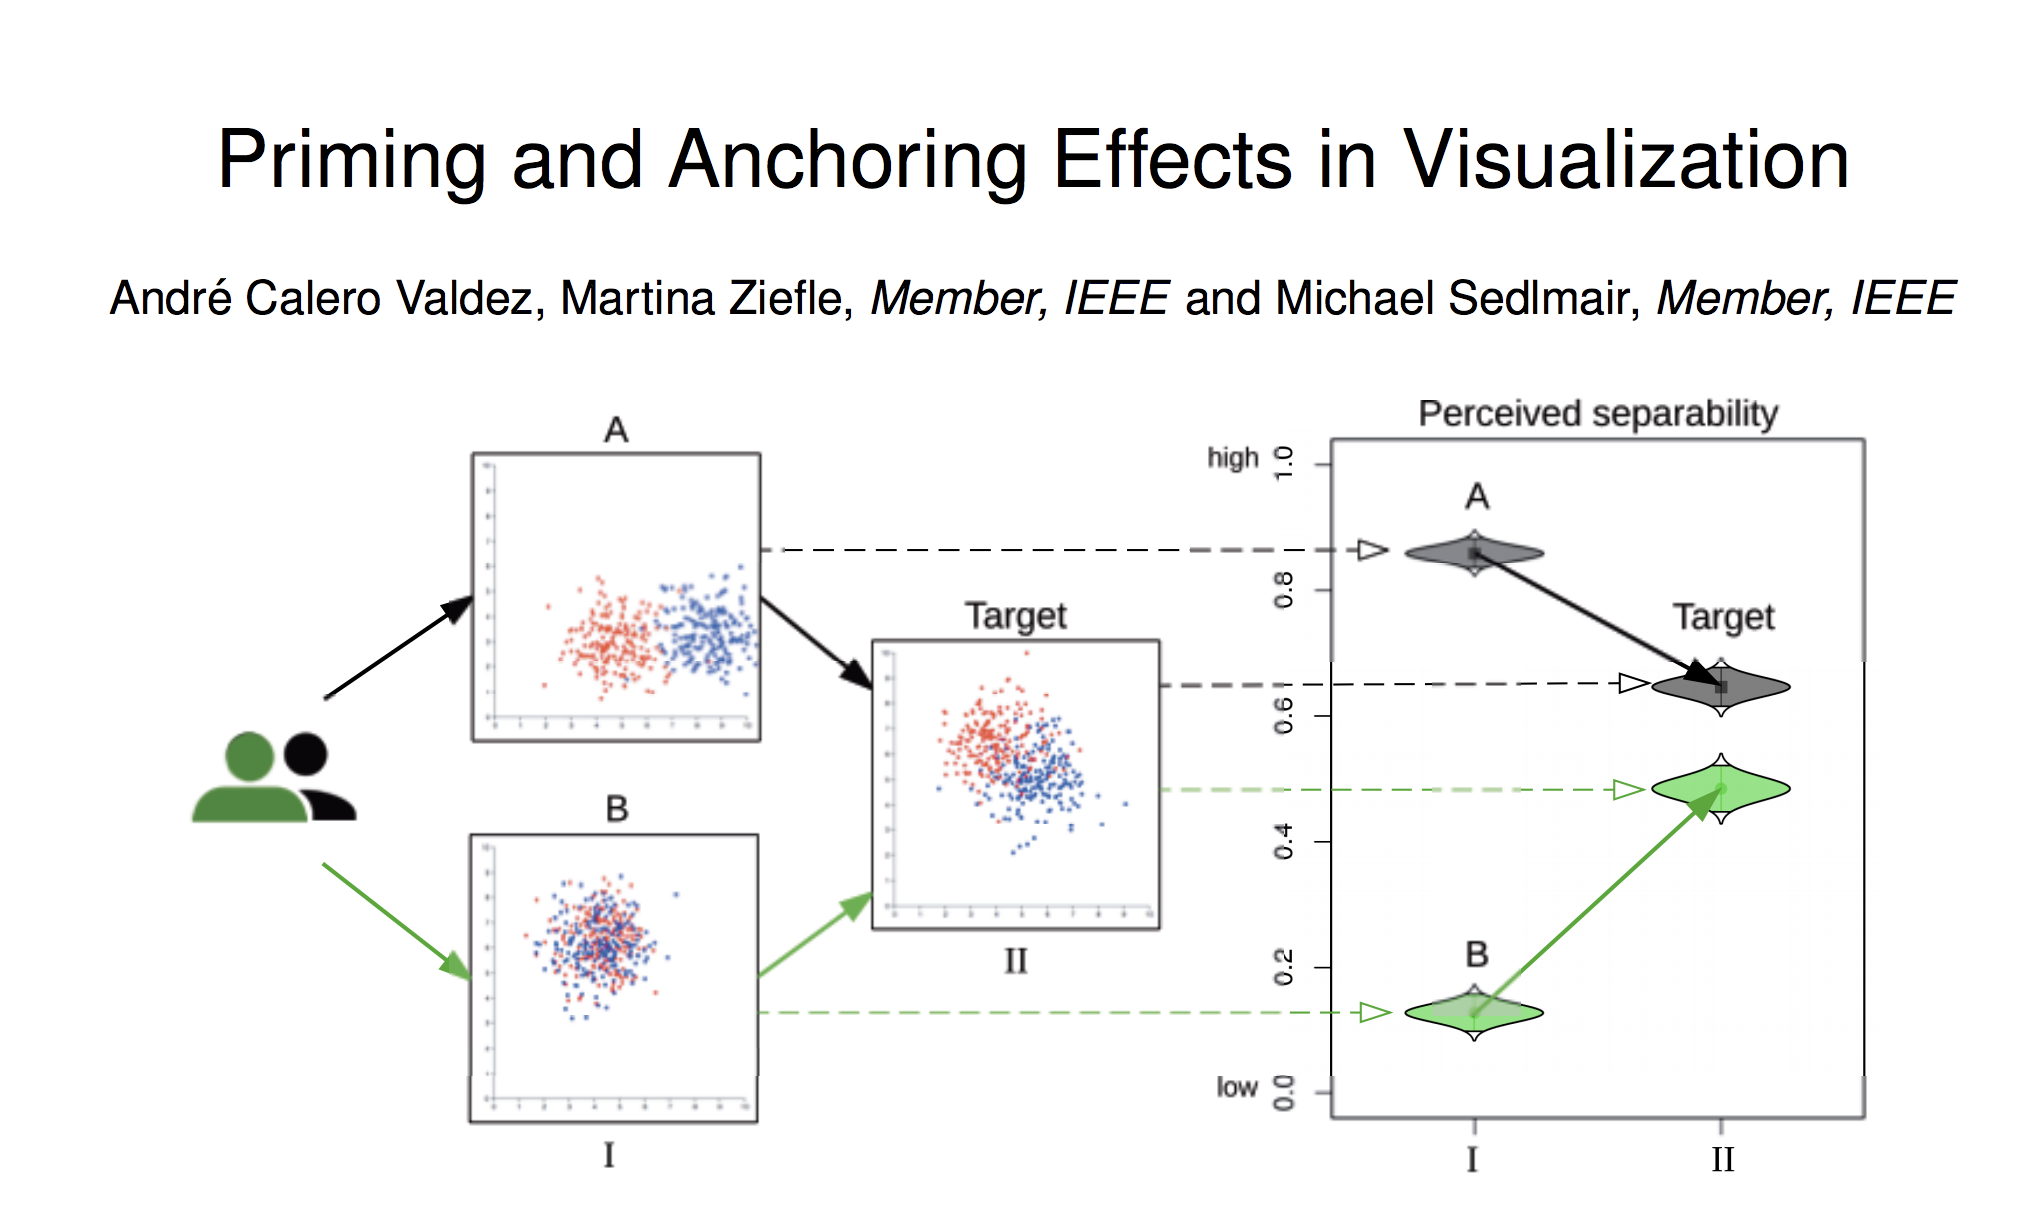 Priming and Anchoring Effects in Visualization
André Calero Valdez, Martina Ziefle, Member, IEEE and Michael Sedlmair, Member, IEEE
A
B
I
Target
II
Perceived separability
high
1.0
0.8
0.6
0.4
0.2
low
0.0
A
Target
B
I
II